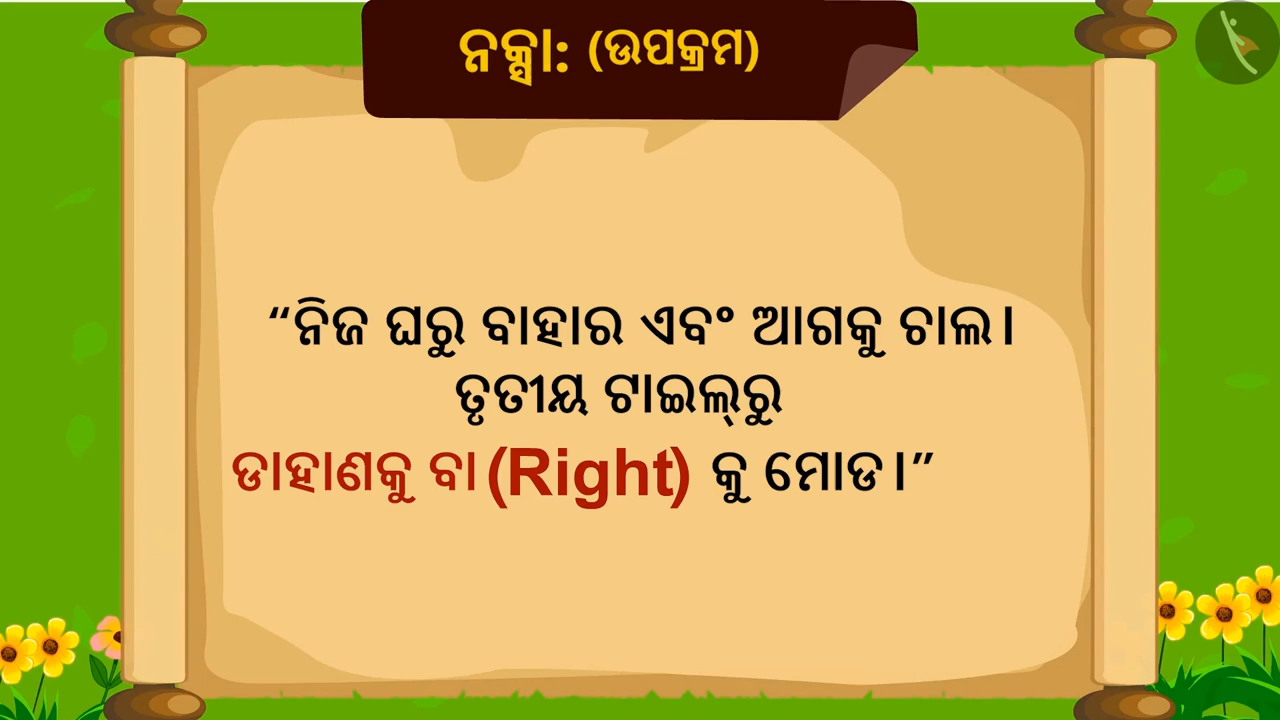 ନକ୍ସା: (ଉପକ୍ରମ)
“ନିଜ ଘରୁ ବାହାର ଏବଂ ଆଗକୁ ଚାଲ।
ତୃତୀୟ ଟାଇଲ୍‌ରୁ
ଡାହାଣକୁ ବା (Right) କୁ ମୋଡ।”